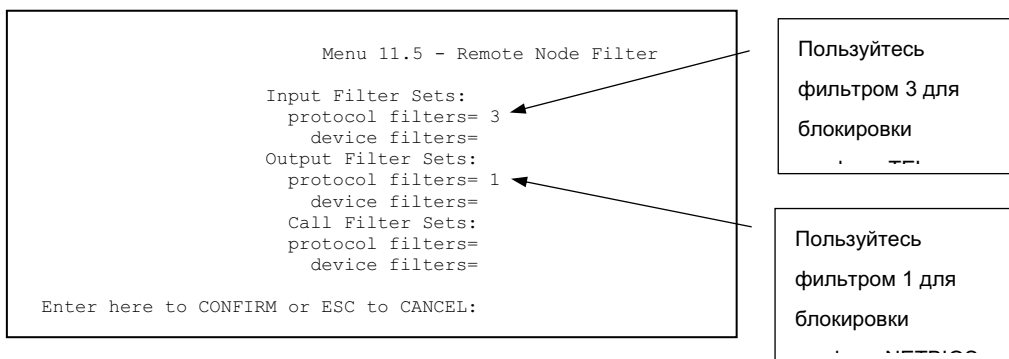 Menu 11.5 - Remote Node Filter
Input Filter Sets:
protocol filters= 3
device filters=
Output Filter Sets:
protocol filters= 1
device filters=
Call Filter Sets:
protocol filters=
device filters=
Enter here to CONFIRM or ESC to CANCEL:
Пользуйтесь
фильтром 3 для
блокировки
Пользуйтесь
фильтром 1 для
блокировки